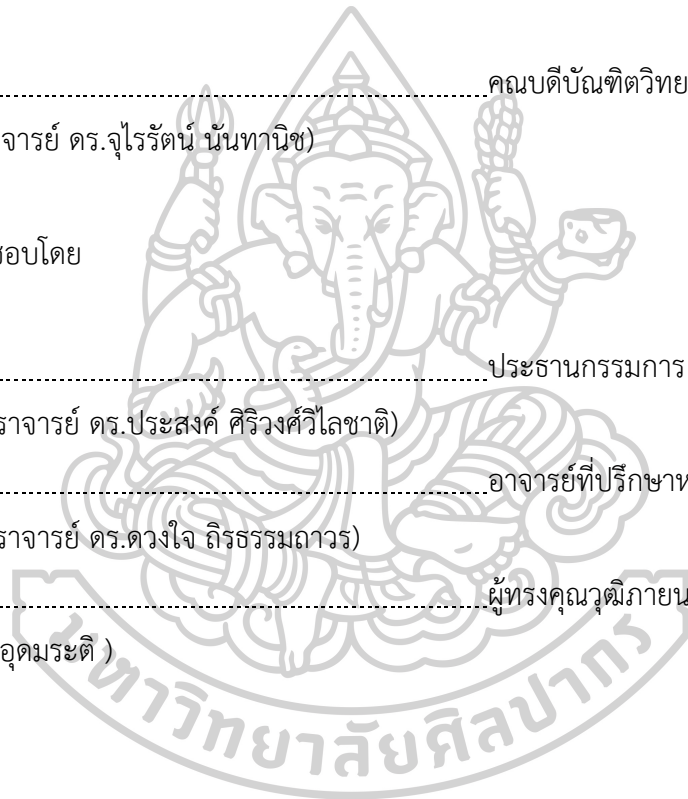 คณบดีบัณฑิตวิทย
จารย์ ดร.จุไรรัตน์ นันทานิช)
สอบโดย
ประธานกรรมการ
ราจารย์ ดร.ประสงค์ ศิริวงศ์วิไลชาติ)
อาจารย์ที่ปรึกษาห
ราจารย์ ดร.ดวงใจ ถิรธรรมถาวร)
ผู้ทรงคุณวุฒิภายน
อุดมระติ )
มหาวิทยาลัยศิลปากร